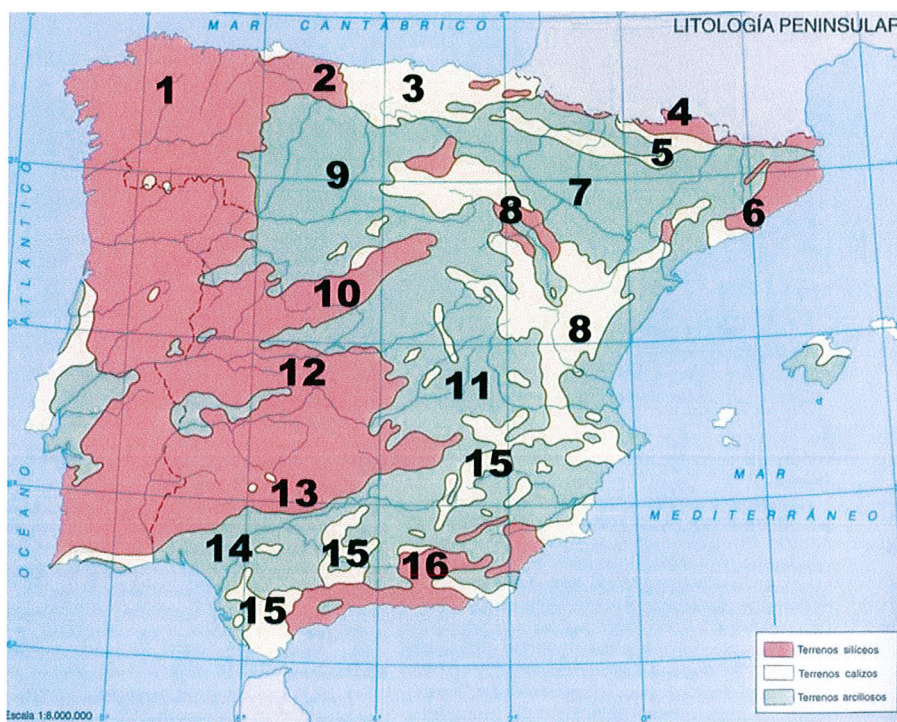 MAR CANTÁBRICO
LITOLOGÍA PENINSULAR
1
2
3
4
5
9
7
8
6
ATLÁNTICO
10
8
12
11
15
MAR
13
MEDITERRÁNEO
OCÉANO
14
15
16
15
Terrenos silíceos
Terrenos calizos
Terrenos arcillosos
Escala 1:6.000.000